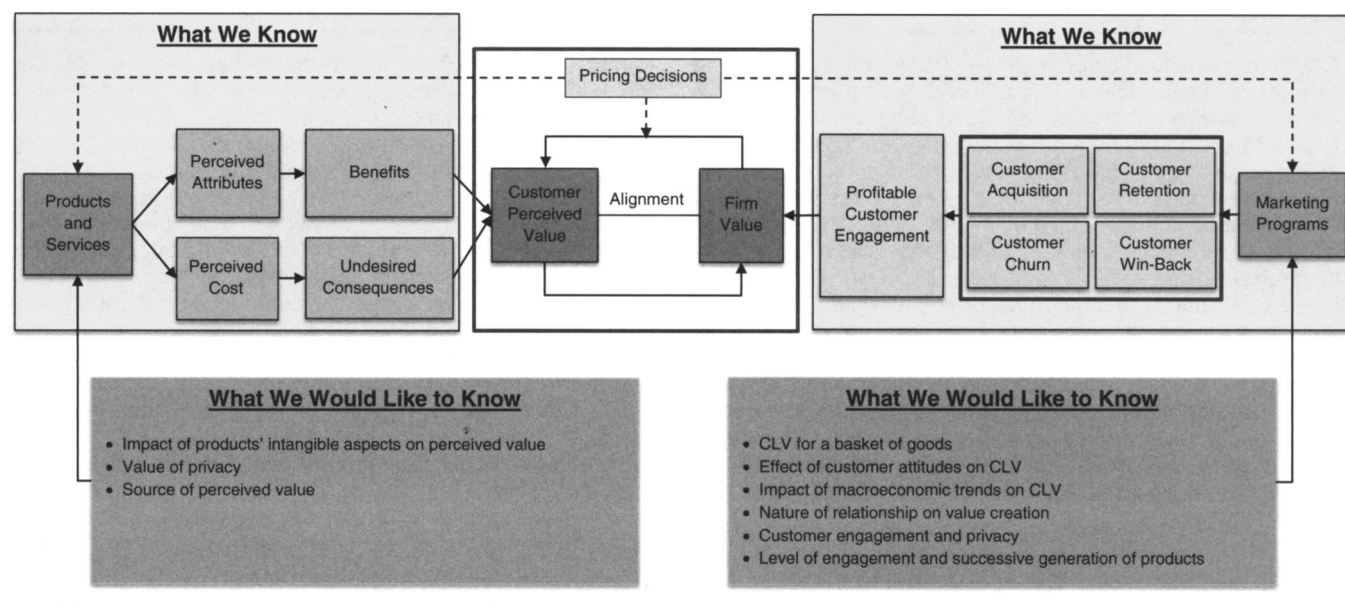 What We Know
Products
and
Services
Perceived
Attributes
Benefits
Perceived
Cost
Undesired
Consequences
Pricing Decisions
Customer
Perceived
Value
Alignment
Firm
Value
What We Know
Profitable
Customer
Engagement
Customer
Acquisition
Customer
Retention
Customer
Churn
Customer
Win-Back
Marketing
Programs
What We Would Like to Know
• Impact of products' intangible aspects on perceived value
• Value of privacy
• Source of perceived value
What We Would Like to Know
• CLV for a basket of goods
• Effect of customer attitudes on CLV
• Impact of macroeconomic trends on CLV
• Nature of relationship on value creation
• Customer engagement and privacy
• Level of engagement and successive generation of products